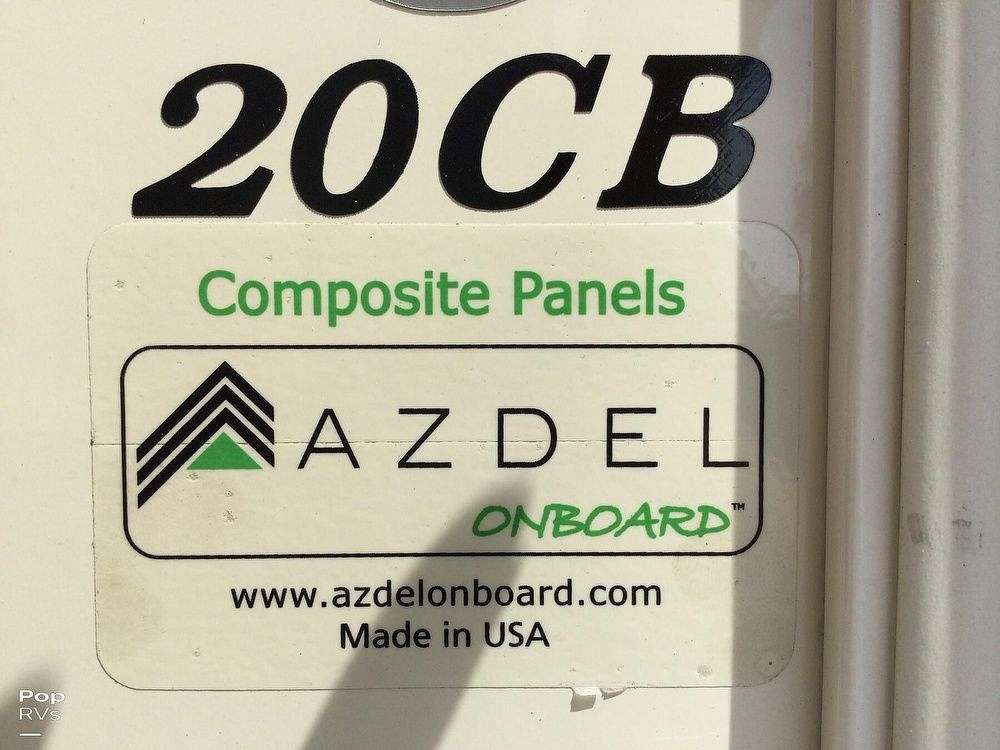 20CB
Composite Panels
AZDEL
ONBOARD™
www.azdelonboard.com
Made in USA
Pop
RVs